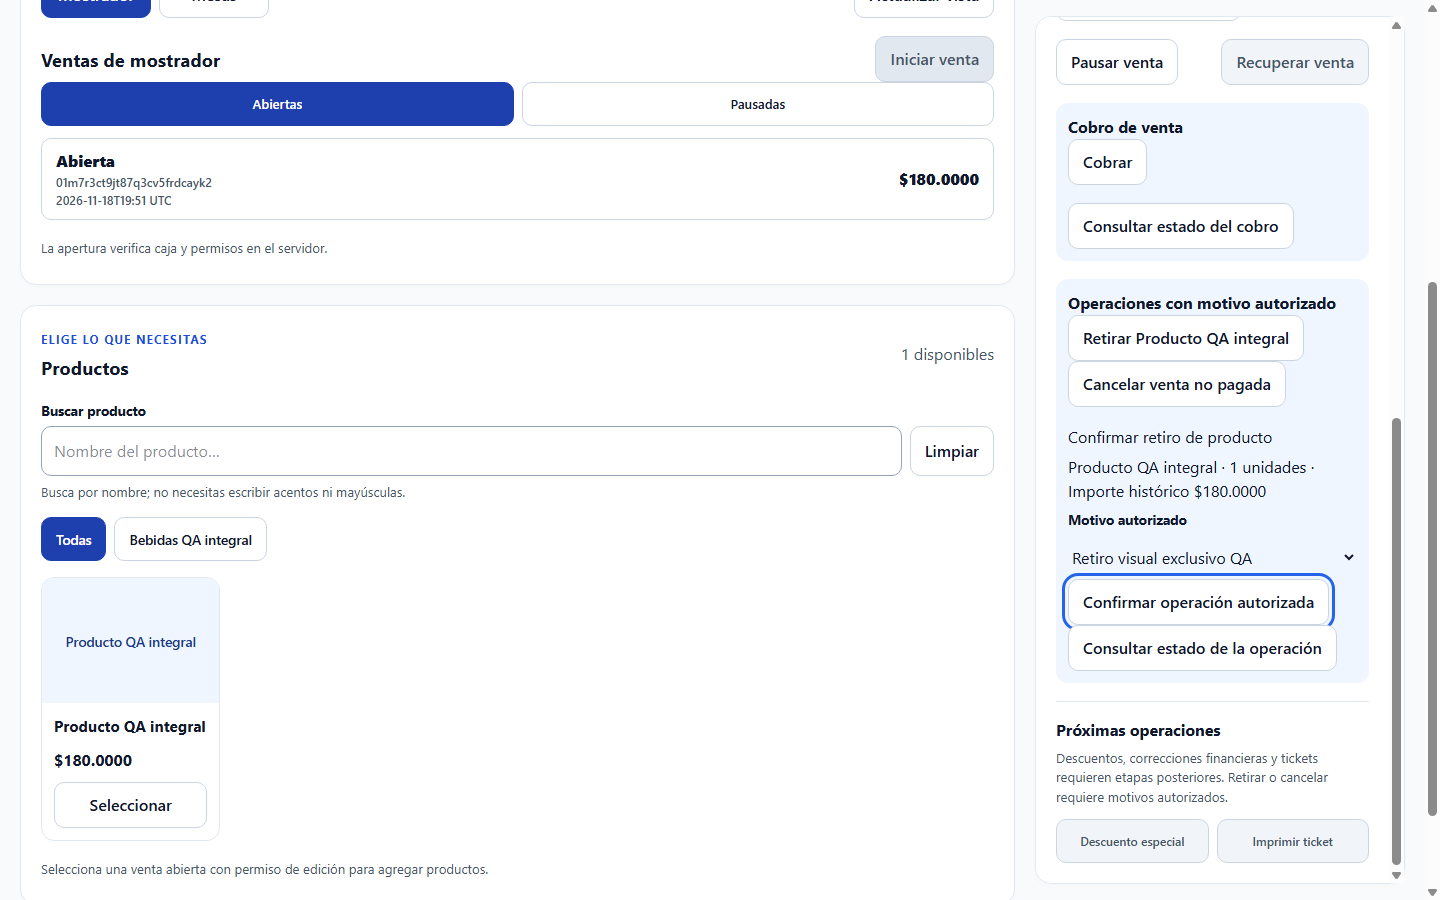 Ventas de mostrador
Iniciar venta
Abiertas
Pausadas
Abierta
01m7r3ct9jt87q3cv5frdcayk2
2026-11-18T19:51 UTC
$180.0000
La apertura verifica caja y permisos en el servidor.
ELIGE LO QUE NECESITAS
Productos
1 disponibles
Buscar producto
Nombre del producto...
Limpiar
Busca por nombre; no necesitas escribir acentos ni mayúsculas.
Todas
Bebidas QA integral
Producto QA integral
Producto QA integral
$180.0000
Seleccionar
Selecciona una venta abierta con permiso de edición para agregar productos.
Pausar venta
Recuperar venta
Cobro de venta
Cobrar
Consultar estado del cobro
Operaciones con motivo autorizado
Retirar Producto QA integral
Cancelar venta no pagada
Confirmar retiro de producto
Producto QA integral · 1 unidades ·
Importe histórico $180.0000
Motivo autorizado
Retiro visual exclusivo QA
Confirmar operación autorizada
Consultar estado de la operación
Próximas operaciones
Descuentos, correcciones financieras y tickets
requieren etapas posteriores. Retirar o cancelar
requiere motivos autorizados.
Descuento especial
Imprimir ticket